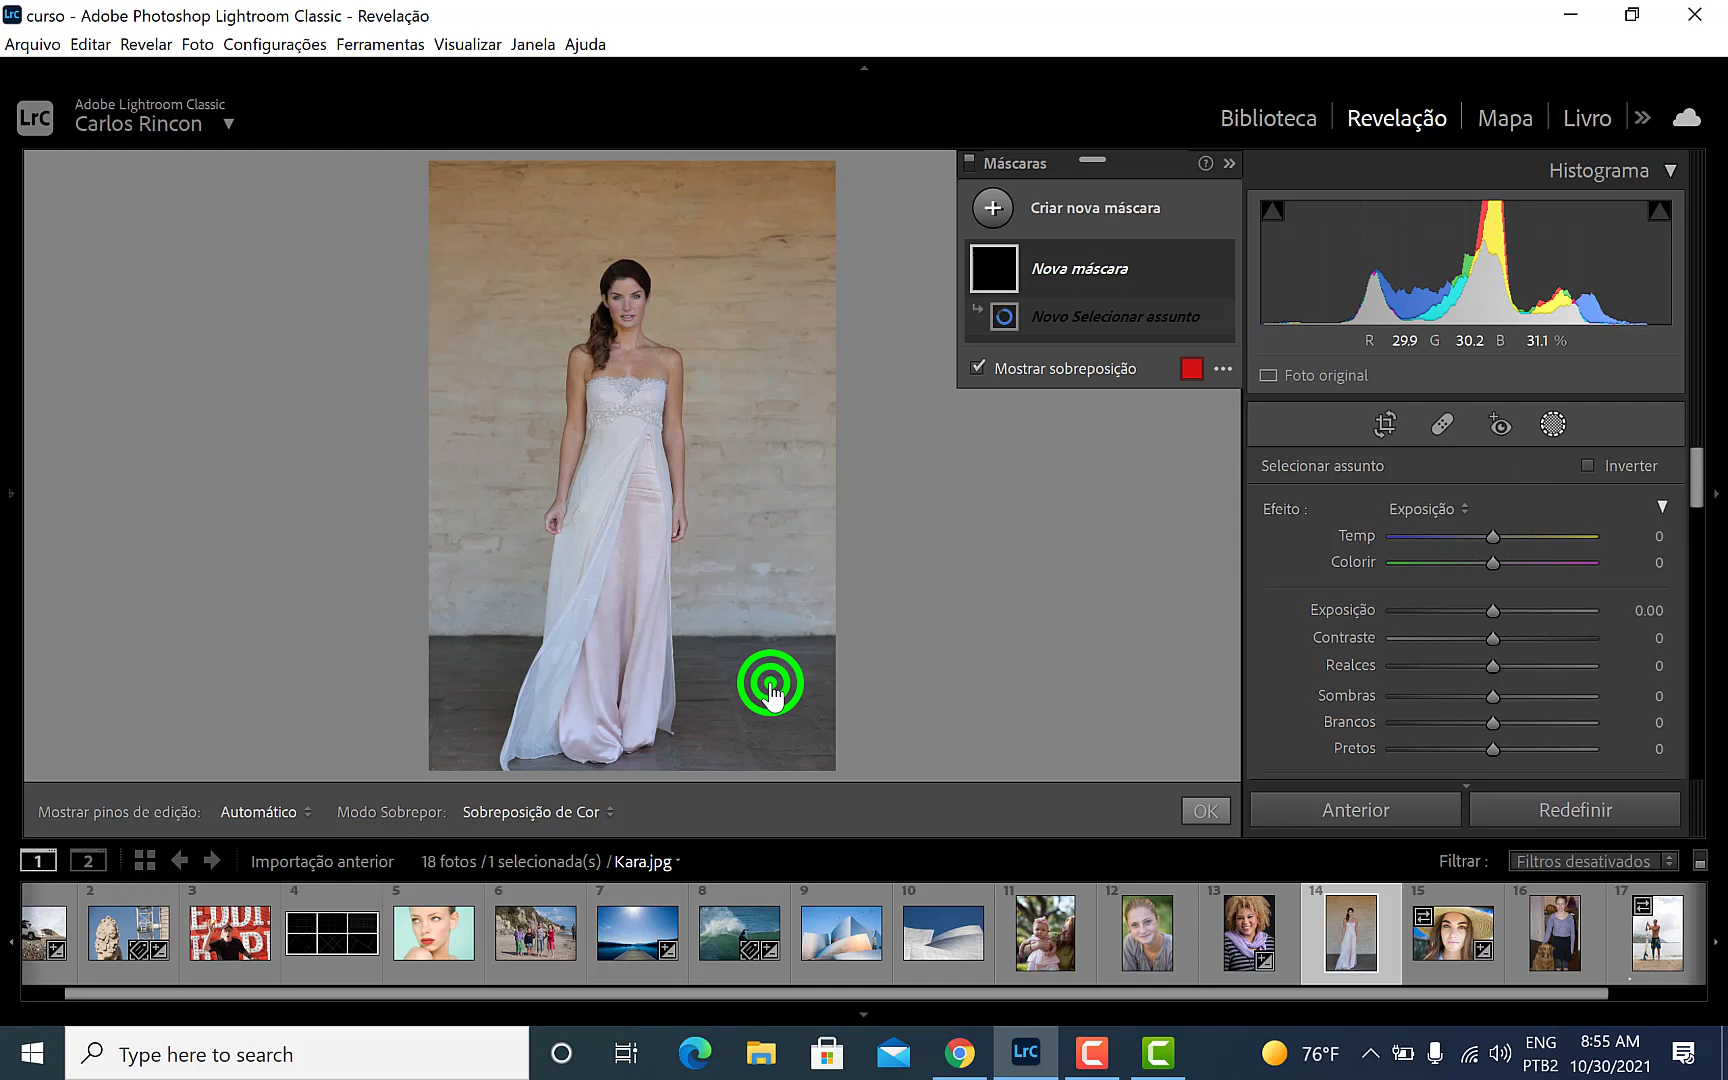 curso - Adobe Photoshop Lightroom Classic - Revelação
Arquivo Editar Revelar Foto Configurações Ferramentas Visualizar Janela Ajuda
LrC
Adobe Lightroom Classic
Carlos Rincon
Biblioteca
Revelação
Mapa
Livro
Máscaras
Criar nova máscara
Nova máscara
Novo Selecionar assunto
Mostrar sobreposição
Histograma
R 29.9 G 30.2 B 31.1 %
Foto original
Selecionar assunto
Inverter
Efeito : Exposição
Temp 0
Colorir 0
Exposição 0.00
Contraste 0
Realces 0
Sombras 0
Brancos 0
Pretos 0
Mostrar pinos de edição: Automático
Modo Sobrepor: Sobreposição de Cor
OK
Anterior
Redefinir
1 2
Importação anterior
18 fotos /1 selecionada(s) /Kara.jpg
Filtrar : Filtros desativados
2 3 4 5 6 7 8 9 10 11 12 13 14 15 16 17
Type here to search
LrC
76°F
ENG
PTB2
8:55 AM
10/30/2021